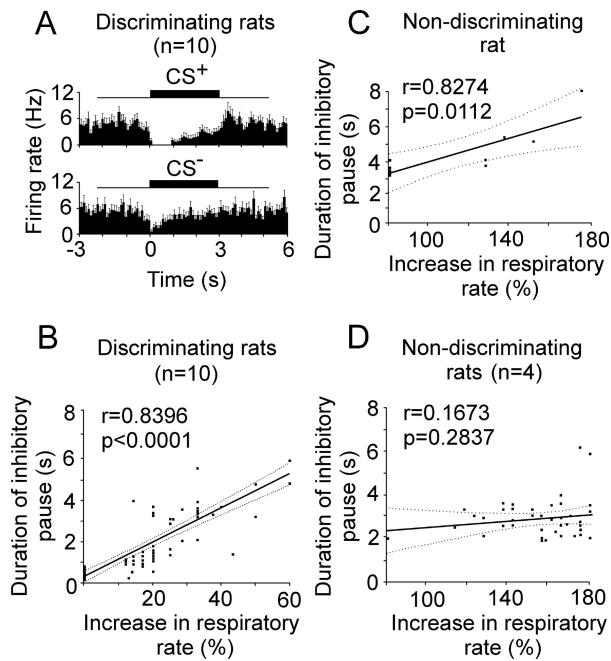 A
Discriminating rats
(n=10)
CS+
12
6
0
CS-
12
6
0
Firing rate (Hz)
-3
0
3
6
Time (s)
B
Discriminating rats
(n=10)
r=0.8396
p<0.0001
Duration of inhibitory
pause (s)
8
6
4
2
0
20
40
60
Increase in respiratory
rate (%)
C
Non-discriminating
rat
r=0.8274
p=0.0112
Duration of inhibitory
pause (s)
8
6
4
2
0
100
140
180
Increase in respiratory
rate (%)
D
Non-discriminating
rats (n=4)
r=0.1673
p=0.2837
Duration of inhibitory
pause (s)
8
6
4
2
0
100
140
180
Increase in respiratory
rate (%)